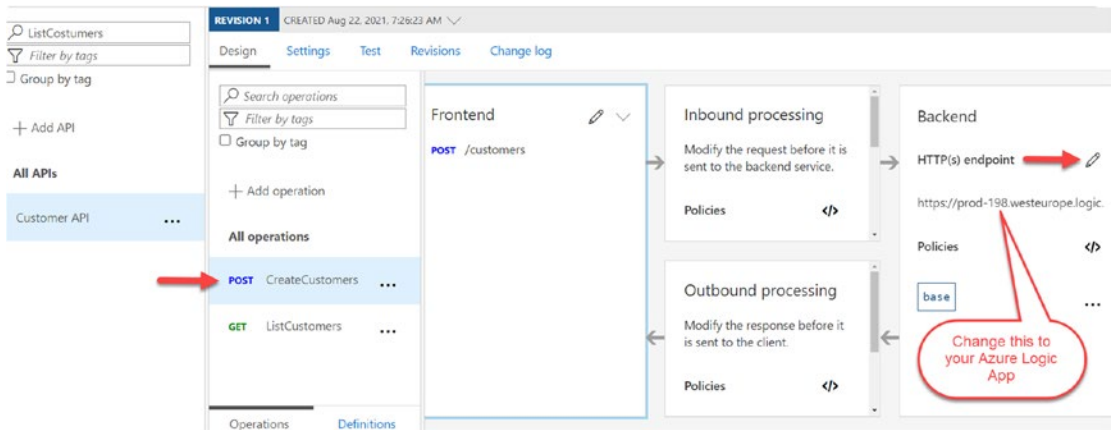 ListCostumers
Filter by tags
Group by tag
+ Add API
All APIs
Customer API ...
REVISION 1 CREATED Aug 22, 2021, 7:26:23 AM
Design Settings Test Revisions Change log
Search operations
Filter by tags
Group by tag
+ Add operation
All operations
POST CreateCustomers ...
GET ListCustomers ...
Operations Definitions
Frontend
POST /customers
Inbound processing
Modify the request before it is
sent to the backend service.
Policies </>
Outbound processing
Modify the response before it
is sent to the client.
Policies </>
Backend
HTTP(s) endpoint
https://prod-198.westeurope.logic.
Policies </>
base ...
Change this to
your Azure Logic
App